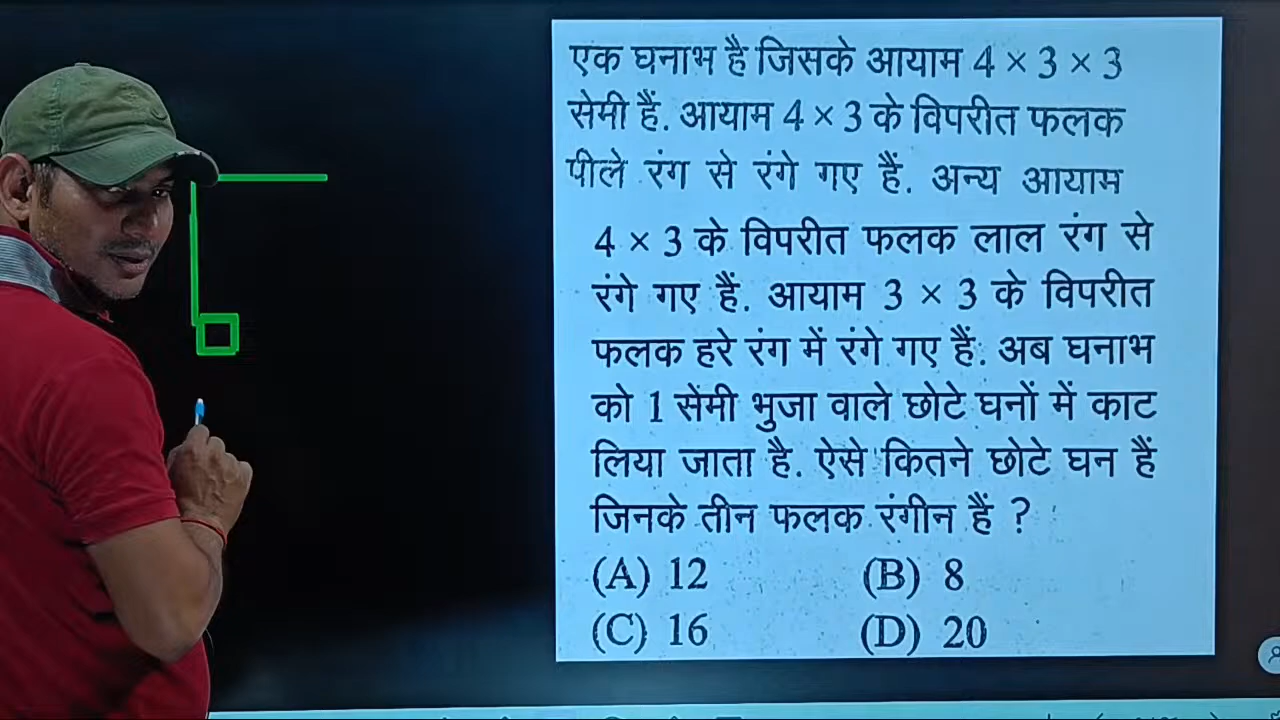 एक घनाभ है जिसके आयाम 4 × 3 × 3
सेमी हैं. आयाम 4 × 3 के विपरीत फलक
पीले रंग से रंगे गए हैं. अन्य आयाम
4 × 3 के विपरीत फलक लाल रंग से
रंगे गए हैं. आयाम 3 × 3 के विपरीत
फलक हरे रंग में रंगे गए हैं. अब घनाभ
को 1 सेंमी भुजा वाले छोटे घनों में काट
लिया जाता है. ऐसे कितने छोटे घन हैं
जिनके तीन फलक रंगीन हैं ?
(A) 12 (B) 8
(C) 16 (D) 20